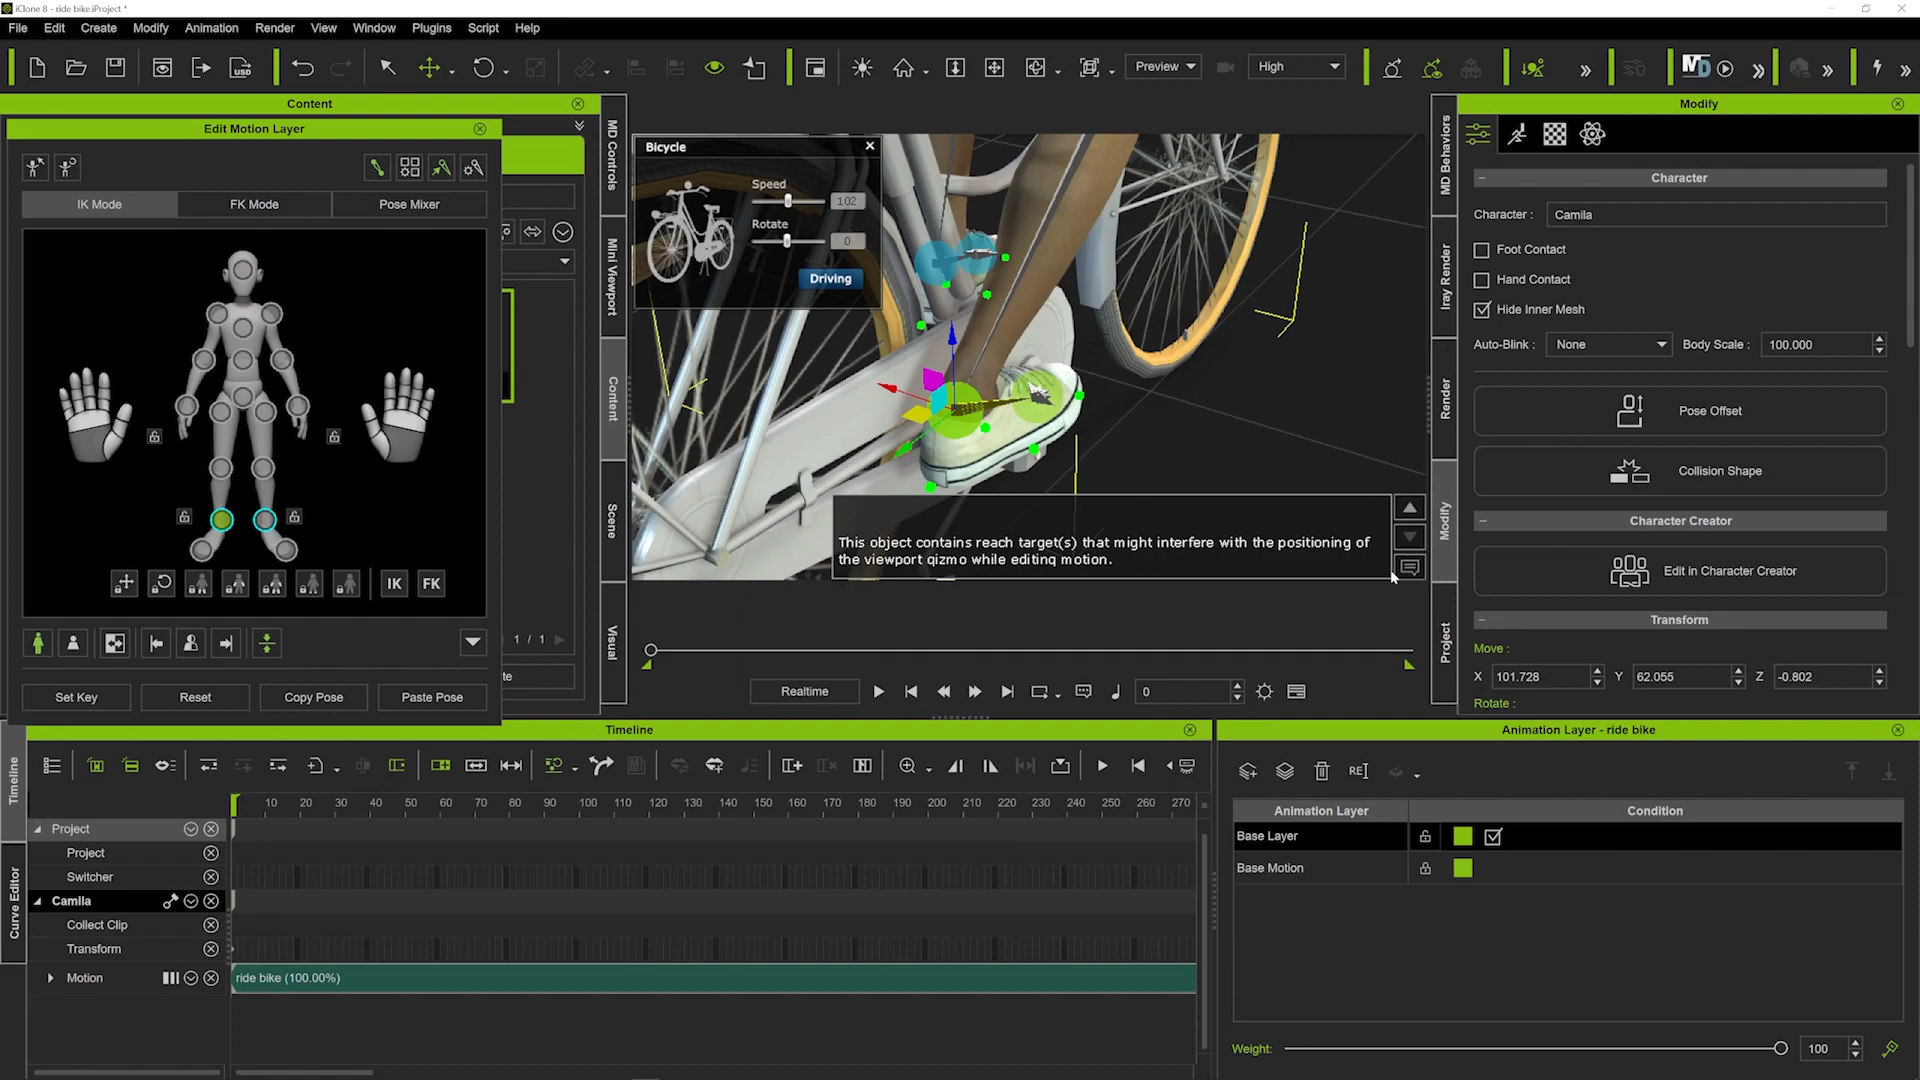 iClone 8 - ride bike.iProject *
File Edit Create Modify Animation Render View Window Plugins Script Help
USD
Preview
High
MD
Content
Edit Motion Layer
IK Mode FK Mode Pose Mixer
IK FK
1 / 1
te
Set Key Reset Copy Pose Paste Pose
MD Controls
Mini Viewport
Content
Scene
Visual
Bicycle
Speed
102
Rotate
0
Driving
This object contains reach target(s) that might interfere with the positioning of
the viewport gizmo while editing motion.
Realtime
0
MD Behaviors
Iray Render
Render
Modify
Project
Modify
Character
Character : Camila
Foot Contact
Hand Contact
Hide Inner Mesh
Auto-Blink : None Body Scale : 100.000
Pose Offset
Collision Shape
Character Creator
Edit in Character Creator
Transform
Move :
X 101.728 Y 62.055 Z -0.802
Rotate :
Timeline
Timeline
Curve Editor
10 20 30 40 50 60 70 80 90 100 110 120 130 140 150 160 170 180 190 200 210 220 230 240 250 260 270
Project
Project
Switcher
Camila
Collect Clip
Transform
Motion
ride bike (100.00%)
Animation Layer - ride bike
RE
Animation Layer Condition
Base Layer
Base Motion
Weight: 100